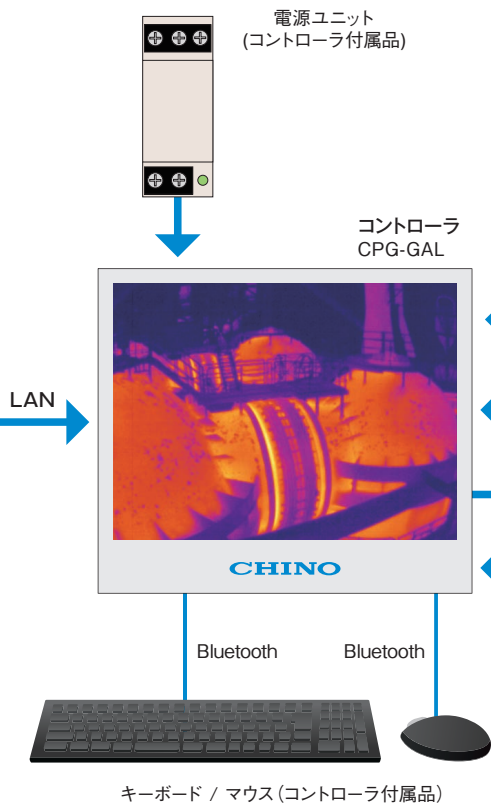 電源ユニット
(コントローラ付属品)
コントローラ
CPG-GAL
LAN
CHINO
Bluetooth
Bluetooth
キーボード / マウス(コントローラ付属品)